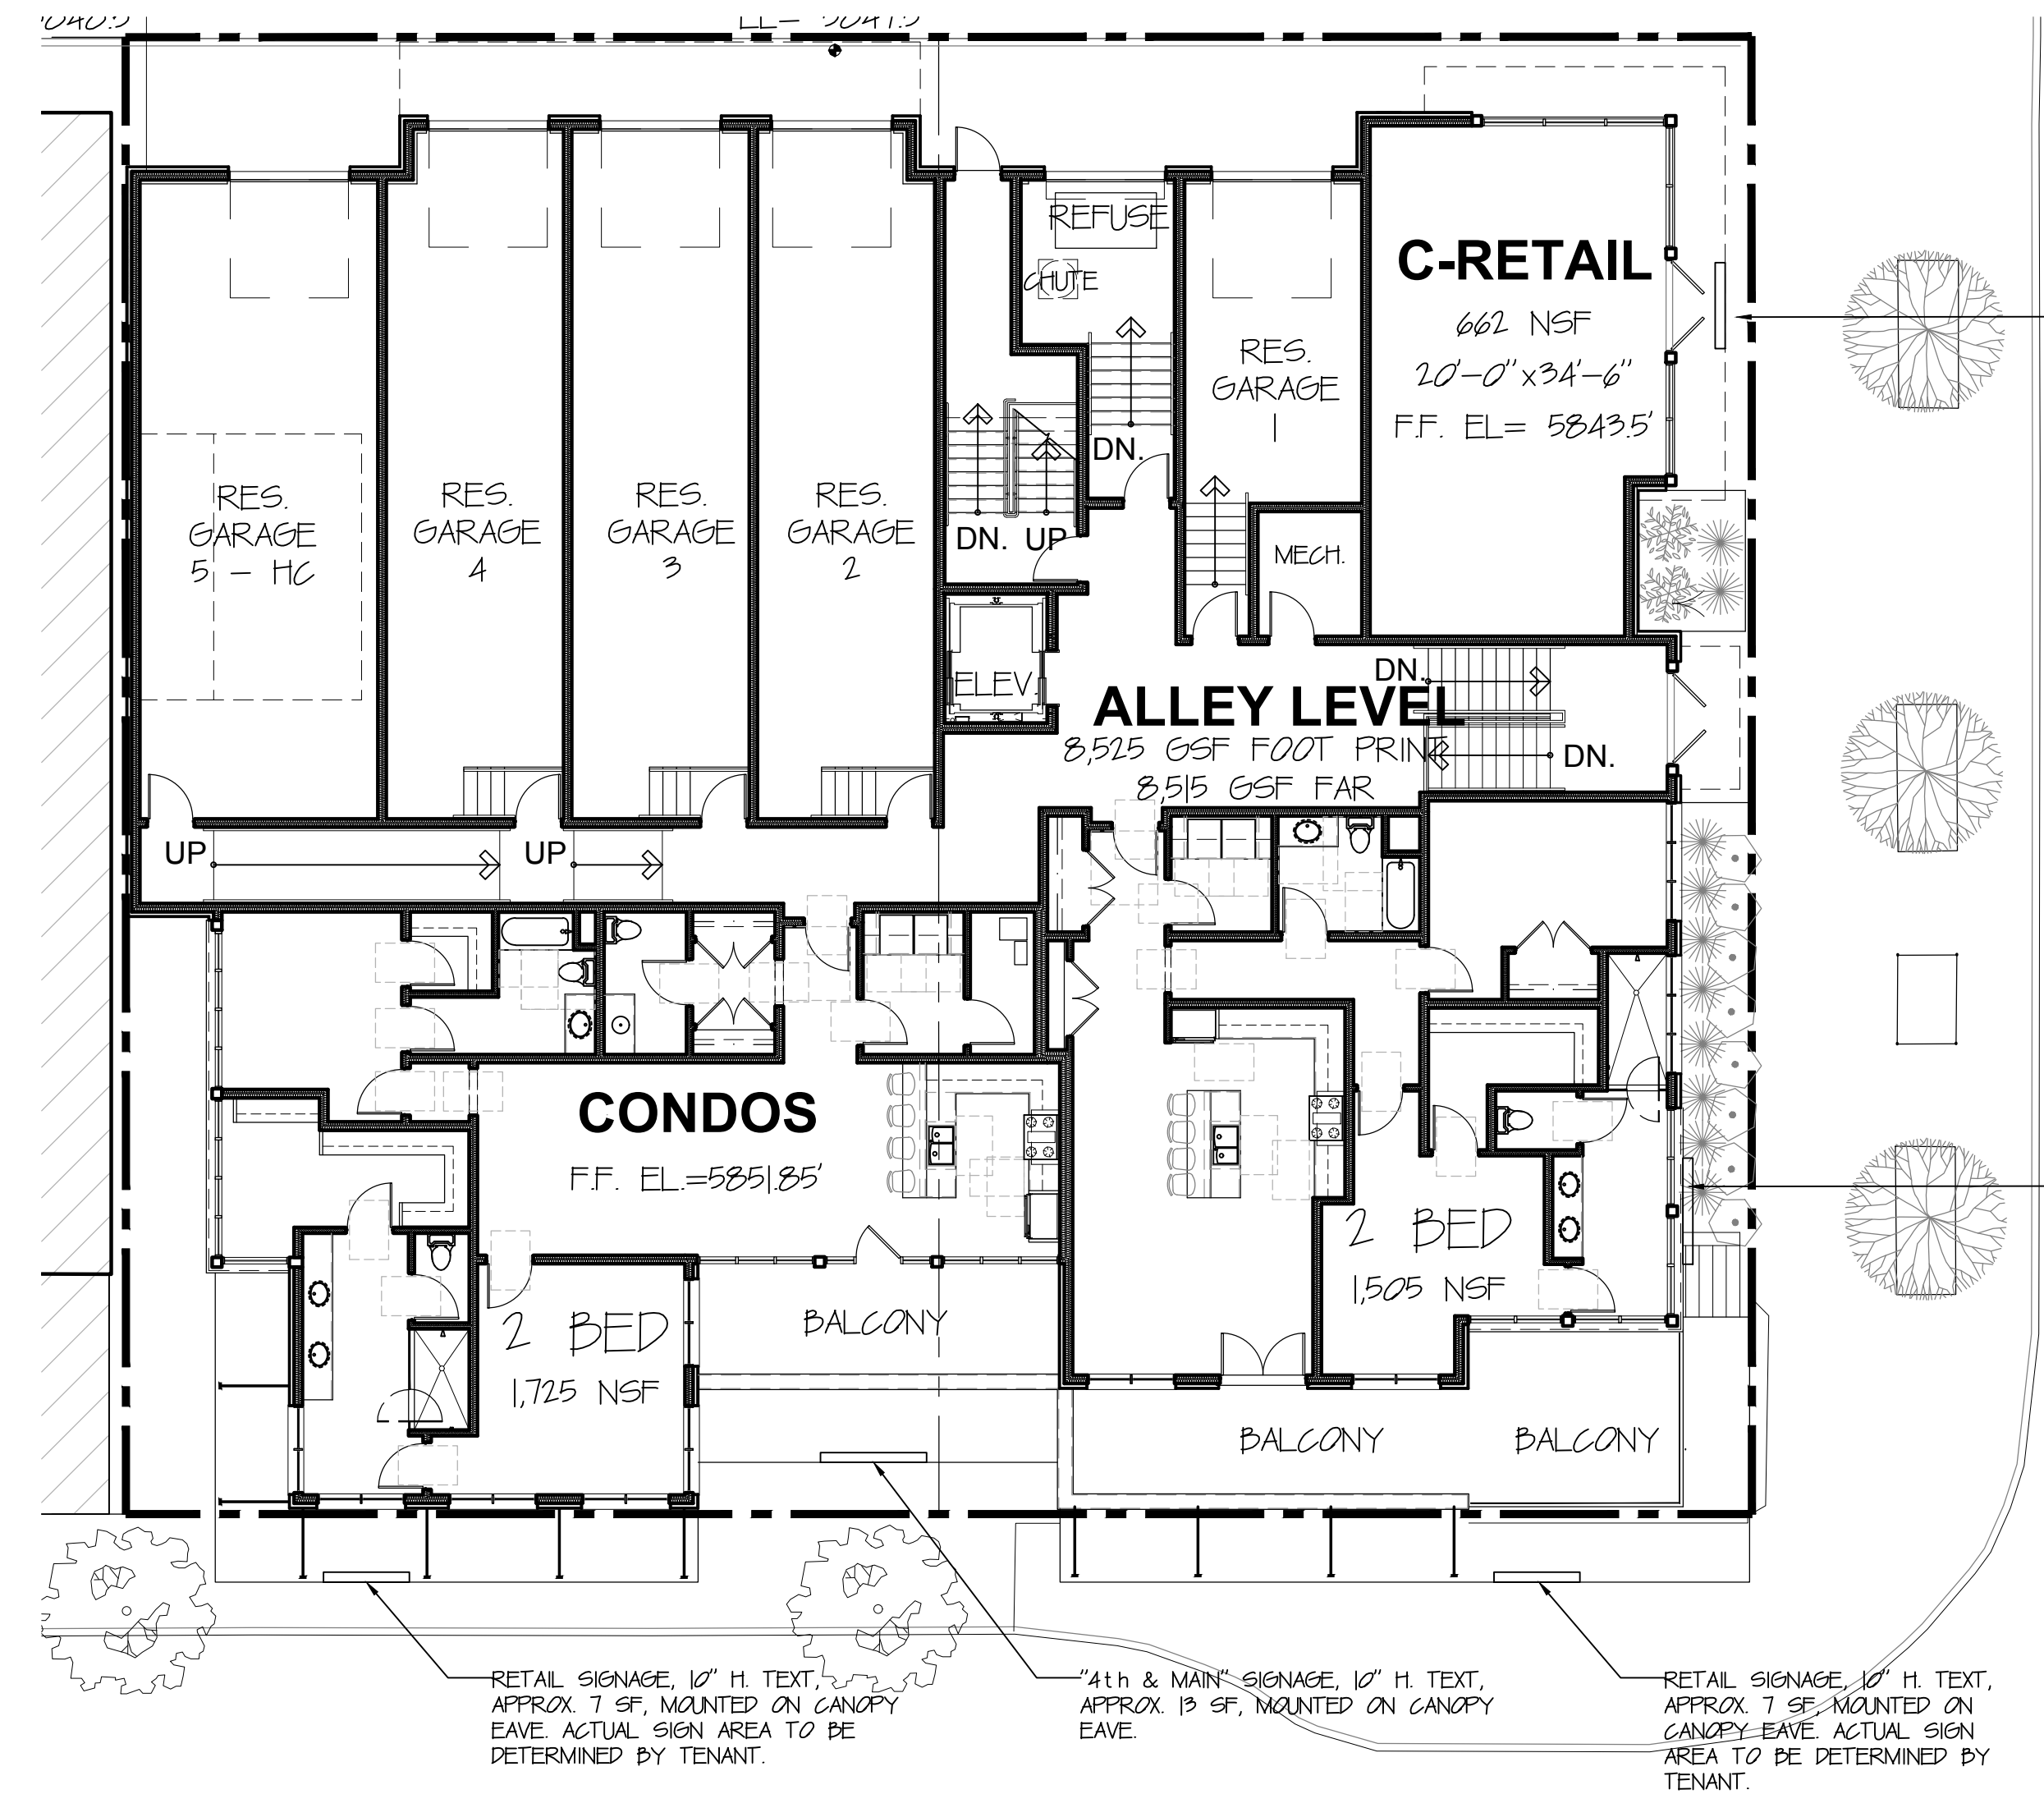 REFUSE
CHUTE
C-RETAIL
662 NSF
20'-0"x34'-6"
F.F. EL= 5843.5'
RES.
GARAGE
1
RES.
GARAGE
5 - HC
RES.
GARAGE
4
RES.
GARAGE
3
RES.
GARAGE
2
DN.
DN. UP
MECH.
ELEV.
DN.
ALLEY LEVEL
8,525 GSF FOOT PRINT
8,515 GSF FAR
DN.
UP
UP
CONDOS
F.F. EL.=5851.85'
2 BED
1,505 NSF
2 BED
1,725 NSF
BALCONY
BALCONY
BALCONY
RETAIL SIGNAGE, 10" H. TEXT,
APPROX. 7 SF, MOUNTED ON CANOPY
EAVE. ACTUAL SIGN AREA TO BE
DETERMINED BY TENANT.
"4th & MAIN" SIGNAGE, 10" H. TEXT,
APPROX. 13 SF, MOUNTED ON CANOPY
EAVE.
RETAIL SIGNAGE, 10" H. TEXT,
APPROX. 7 SF, MOUNTED ON
CANOPY EAVE. ACTUAL SIGN
AREA TO BE DETERMINED BY
TENANT.